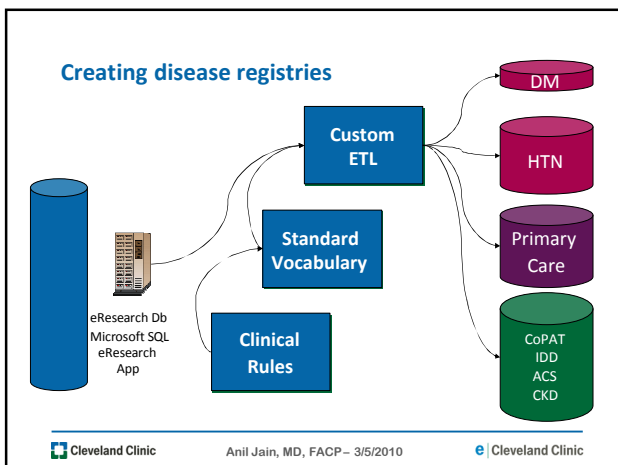 Creating disease registries
DM
Custom
ETL
HTN
Standard
Vocabulary
Primary
Care
eResearch Db
Microsoft SQL
eResearch
App
Clinical
Rules
CoPAT
IDD
ACS
CKD
Cleveland Clinic
Anil Jain, MD, FACP – 3/5/2010
e | Cleveland Clinic